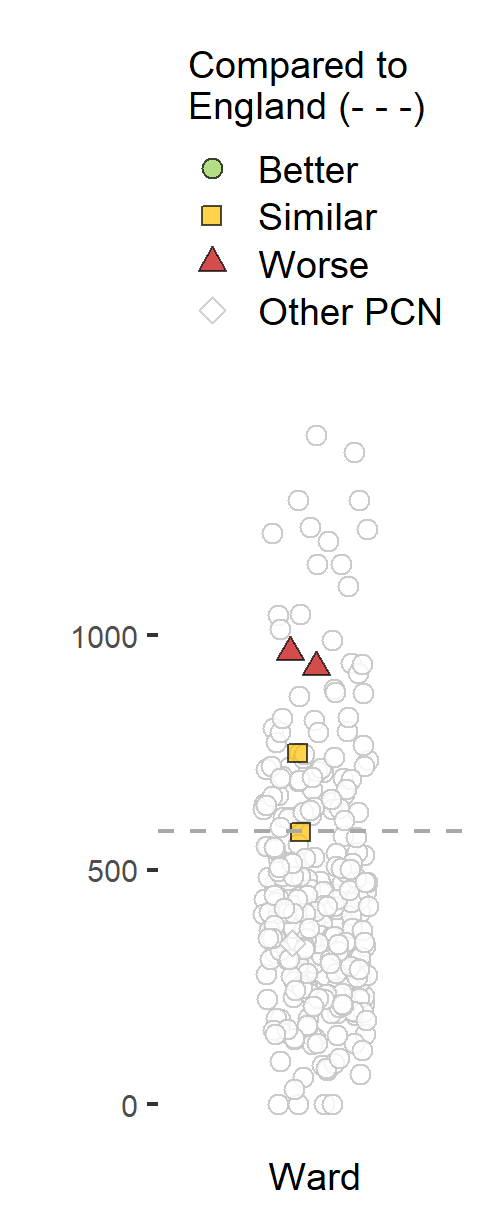 Compared to
England (- - -)
Better
Similar
Worse
Other PCN
1000
500
0
Ward